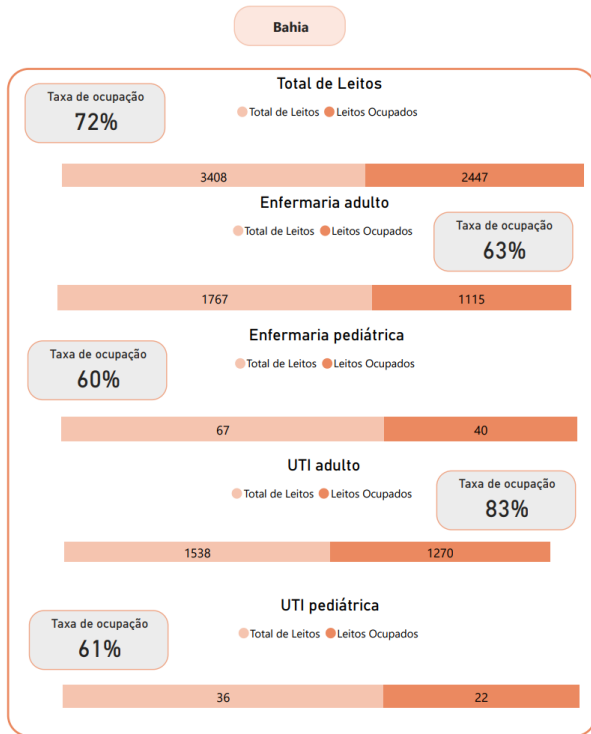 Bahia
Total de Leitos
Taxa de ocupação
72%
Total de Leitos Leitos Ocupados
3408 2447
Enfermaria adulto
Total de Leitos Leitos Ocupados
Taxa de ocupação
63%
1767 1115
Enfermaria pediátrica
Taxa de ocupação
60%
Total de Leitos Leitos Ocupados
67 40
UTI adulto
Total de Leitos Leitos Ocupados
Taxa de ocupação
83%
1538 1270
UTI pediátrica
Taxa de ocupação
61%
Total de Leitos Leitos Ocupados
36 22